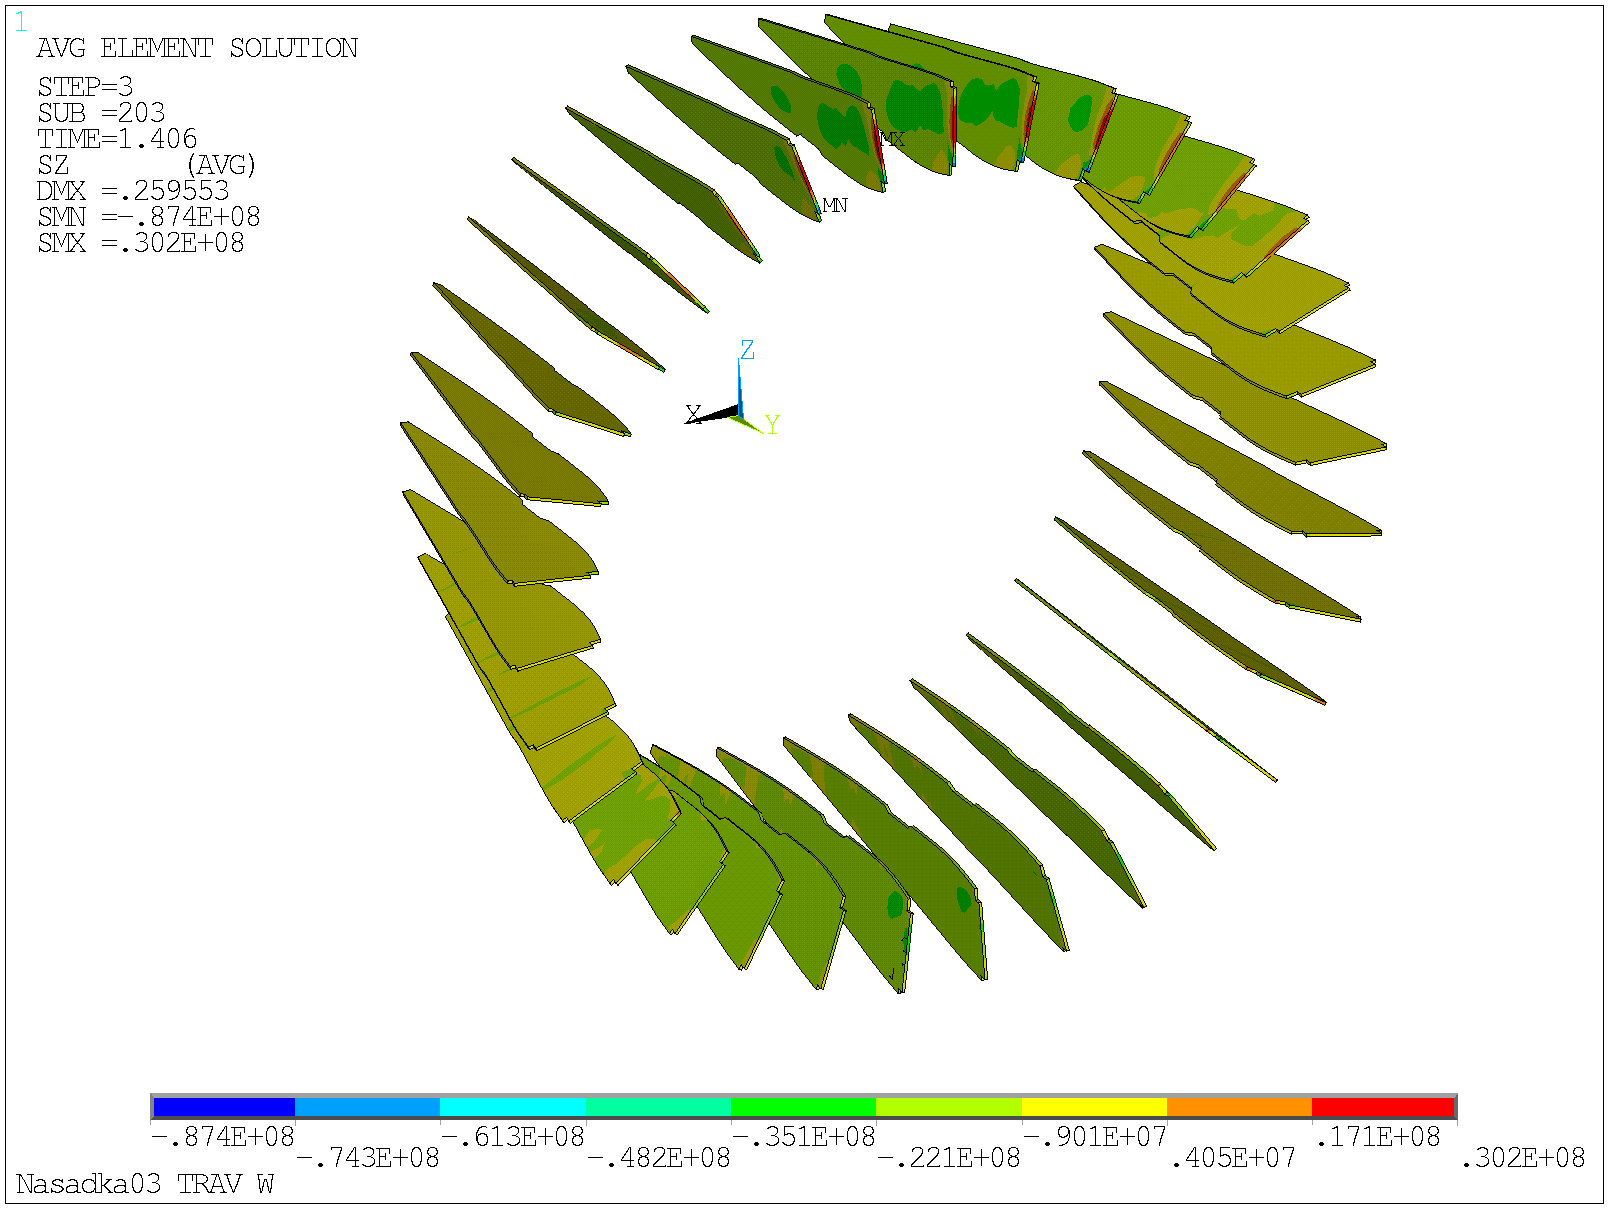 1
AVG ELEMENT SOLUTION
STEP=3
SUB =203
TIME=1.406
SZ (AVG)
DMX =.259553
SMN =-.874E+08
SMX =.302E+08
MX
MN
Z
X
Y
-.874E+08
-.743E+08
-.613E+08
-.482E+08
-.351E+08
-.221E+08
-.901E+07
.405E+07
.171E+08
.302E+08
Nasadka03 TRAV W